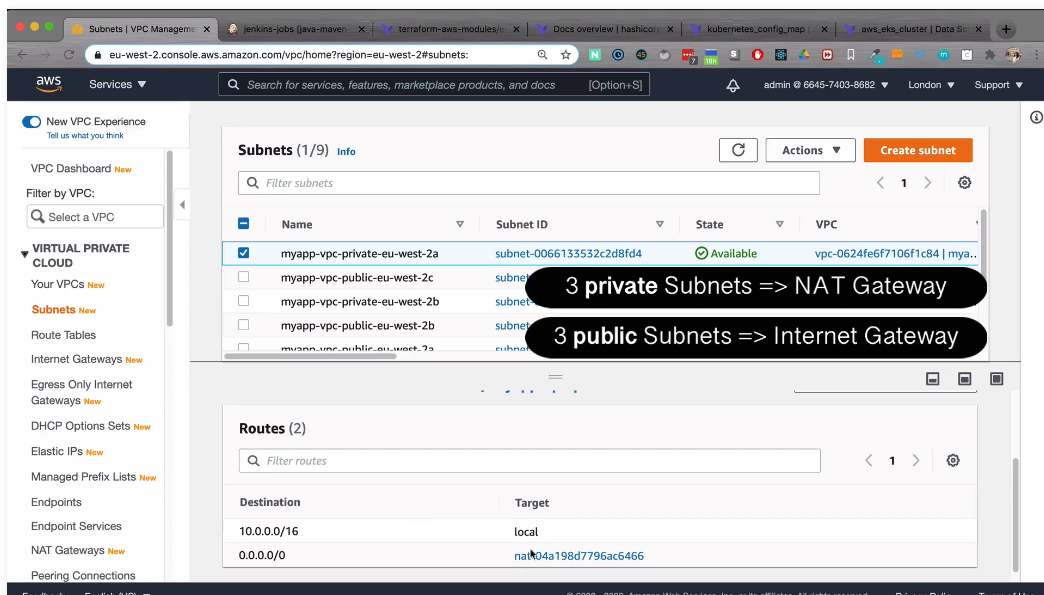 Subnets | VPC Manageme
jenkins-jobs [java-maven-
terraform-aws-modules/e
Docs overview | hashicorp
kubernetes_config_map |
aws_eks_cluster | Data So
eu-west-2.console.aws.amazon.com/vpc/home?region=eu-west-2#subnets:
aws
Services
Search for services, features, marketplace products, and docs [Option+S]
admin @ 6645-7403-8682
London
Support
New VPC Experience
Tell us what you think
VPC Dashboard New
Filter by VPC:
Select a VPC
VIRTUAL PRIVATE
CLOUD
Your VPCs New
Subnets New
Route Tables
Internet Gateways New
Egress Only Internet
Gateways New
DHCP Options Sets New
Elastic IPs New
Managed Prefix Lists New
Endpoints
Endpoint Services
NAT Gateways New
Peering Connections
Subnets (1/9) Info
Actions
Create subnet
Filter subnets
1
Name Subnet ID State VPC
myapp-vpc-private-eu-west-2a subnet-0066133532c2d8fd4 Available vpc-0624fe6f7106f1c84 | mya...
myapp-vpc-public-eu-west-2c subnet-
myapp-vpc-private-eu-west-2b subnet-
myapp-vpc-public-eu-west-2b subnet-
myapp-vpc-public-eu-west-2a subnet-
3 private Subnets => NAT Gateway
3 public Subnets => Internet Gateway
Routes (2)
Filter routes
1
Destination Target
10.0.0.0/16 local
0.0.0.0/0 nat-04a198d7796ac6466